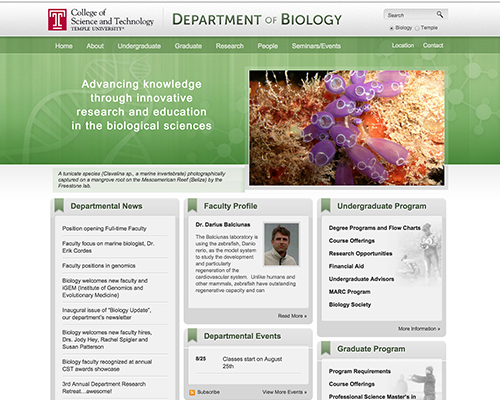 College of
Science and Technology
TEMPLE UNIVERSITY®
DEPARTMENT OF BIOLOGY
Search
Biology Temple
Home About Undergraduate Graduate Research People Seminars/Events Location Contact
Advancing knowledge
through innovative
research and education
in the biological sciences
A tunicate species (Clavelina sp., a marine invertebrate) photographically
captured on a mangrove root on the Mesoamerican Reef (Belize) by the
Freestone lab.
Departmental News
Position opening Full-time Faculty
Faculty focus on marine biologist, Dr.
Erik Cordes
Faculty positions in genomics
Biology welcomes new faculty and
iGEM (Institute of Genomics and
Evolutionary Medicine)
Inaugural issue of "Biology Update",
our department's newsletter
Biology welcomes new faculty hires,
Drs. Jody Hey, Rachel Spigler and
Susan Patterson
Biology faculty recognized at annual
CST awards showcase
3rd Annual Department Research
Retreat...awesome!
Faculty Profile
Dr. Darius Balciunas
The Balciunas laboratory is
using the zebrafish, Danio
rerio, as the model system
to study the development
and particularly
regeneration of the
cardiovascular system. Unlike humans and
other mammals, zebrafish have outstanding
regenerative capacity and can
Read More »
Departmental Events
8/25 Classes start on August
25th
Subscribe
View More Events »
Undergraduate Program
Degree Programs and Flow Charts
Course Offerings
Research Opportunities
Financial Aid
Undergraduate Advisors
MARC Program
Biology Society
More Information »
Graduate Program
Program Requirements
Course Offerings
Professional Science Master's in